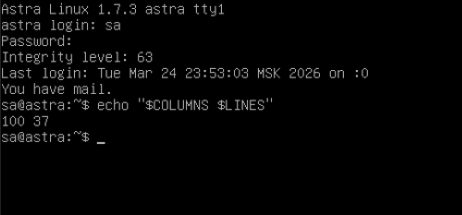 Astra Linux 1.7.3 astra tty1
astra login: sa
Password:
Integrity level: 63
Last login: Tue Mar 24 23:53:03 MSK 2026 on :0
You have mail.
sa@astra:~$ echo "$COLUMNS $LINES"
100 37
sa@astra:~$ _